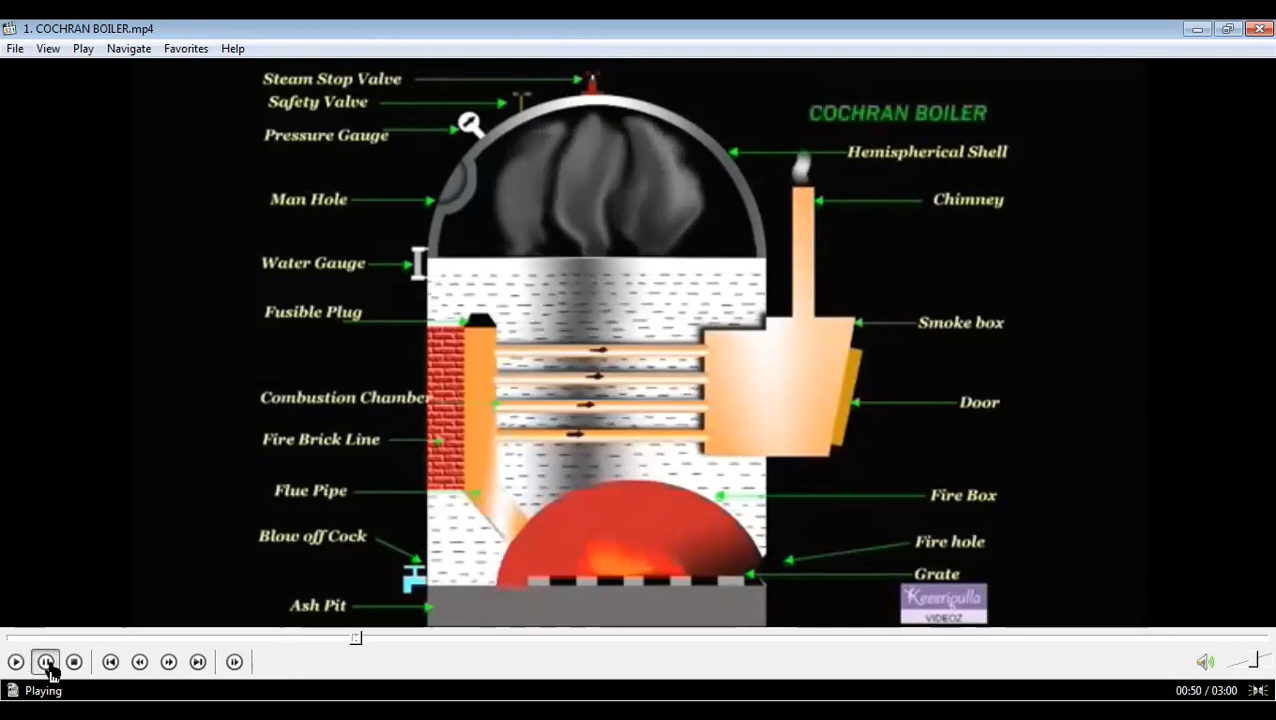 1. COCHRAN BOILER.mp4
File View Play Navigate Favorites Help
Steam Stop Valve
Safety Valve
Pressure Gauge
Man Hole
Water Gauge
Fusible Plug
Combustion Chamber
Fire Brick Line
Flue Pipe
Blow off Cock
Ash Pit
COCHRAN BOILER
Hemispherical Shell
Chimney
Smoke box
Door
Fire Box
Fire hole
Grate
Keeeripulla
VIDEOZ
Playing
00:50 / 03:00